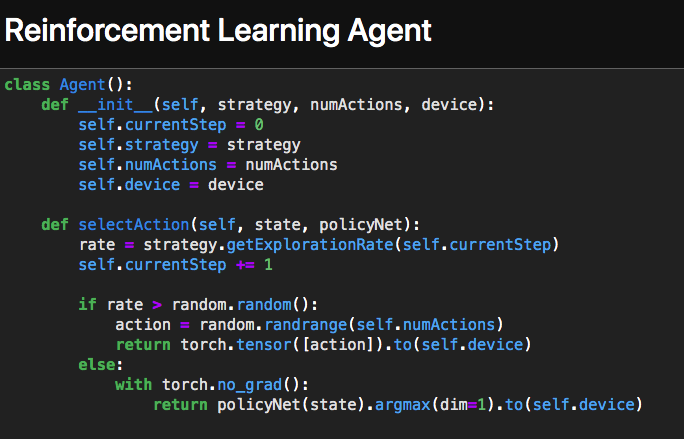 Reinforcement Learning Agent
class Agent():
    def __init__(self, strategy, numActions, device):
        self.currentStep = 0
        self.strategy = strategy
        self.numActions = numActions
        self.device = device

    def selectAction(self, state, policyNet):
        rate = strategy.getExplorationRate(self.currentStep)
        self.currentStep += 1

        if rate > random.random():
            action = random.randrange(self.numActions)
            return torch.tensor([action]).to(self.device)
        else:
            with torch.no_grad():
                return policyNet(state).argmax(dim=1).to(self.device)